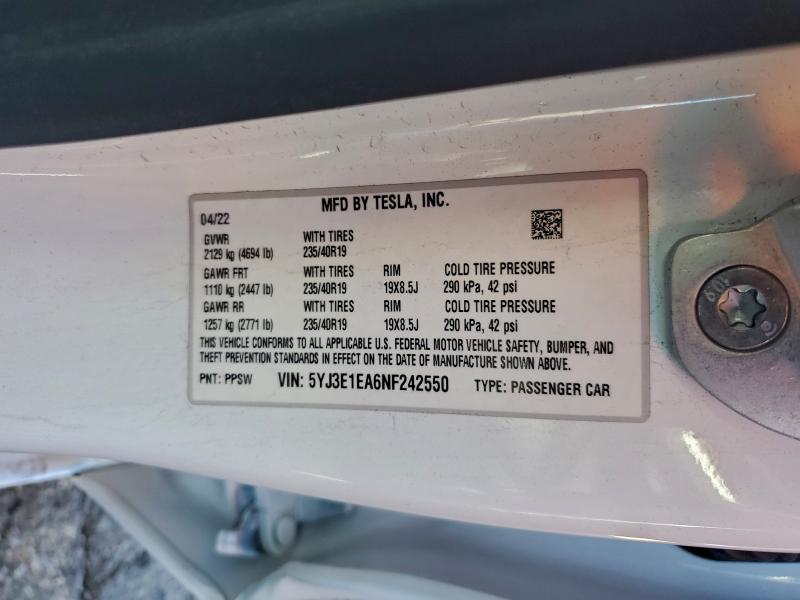 MFD BY TESLA, INC.
04/22
GVWR WITH TIRES
2129 kg (4694 lb) 235/40R19
GAWR FRT WITH TIRES RIM COLD TIRE PRESSURE
1110 kg (2447 lb) 235/40R19 19X8.5J 290 kPa, 42 psi
GAWR RR WITH TIRES RIM COLD TIRE PRESSURE
1257 kg (2771 lb) 235/40R19 19X8.5J 290 kPa, 42 psi
THIS VEHICLE CONFORMS TO ALL APPLICABLE U.S. FEDERAL MOTOR VEHICLE SAFETY, BUMPER, AND
THEFT PREVENTION STANDARDS IN EFFECT ON THE DATE OF MANUFACTURE SHOWN ABOVE.
PNT: PPSW VIN: 5YJ3E1EA6NF242550 TYPE: PASSENGER CAR